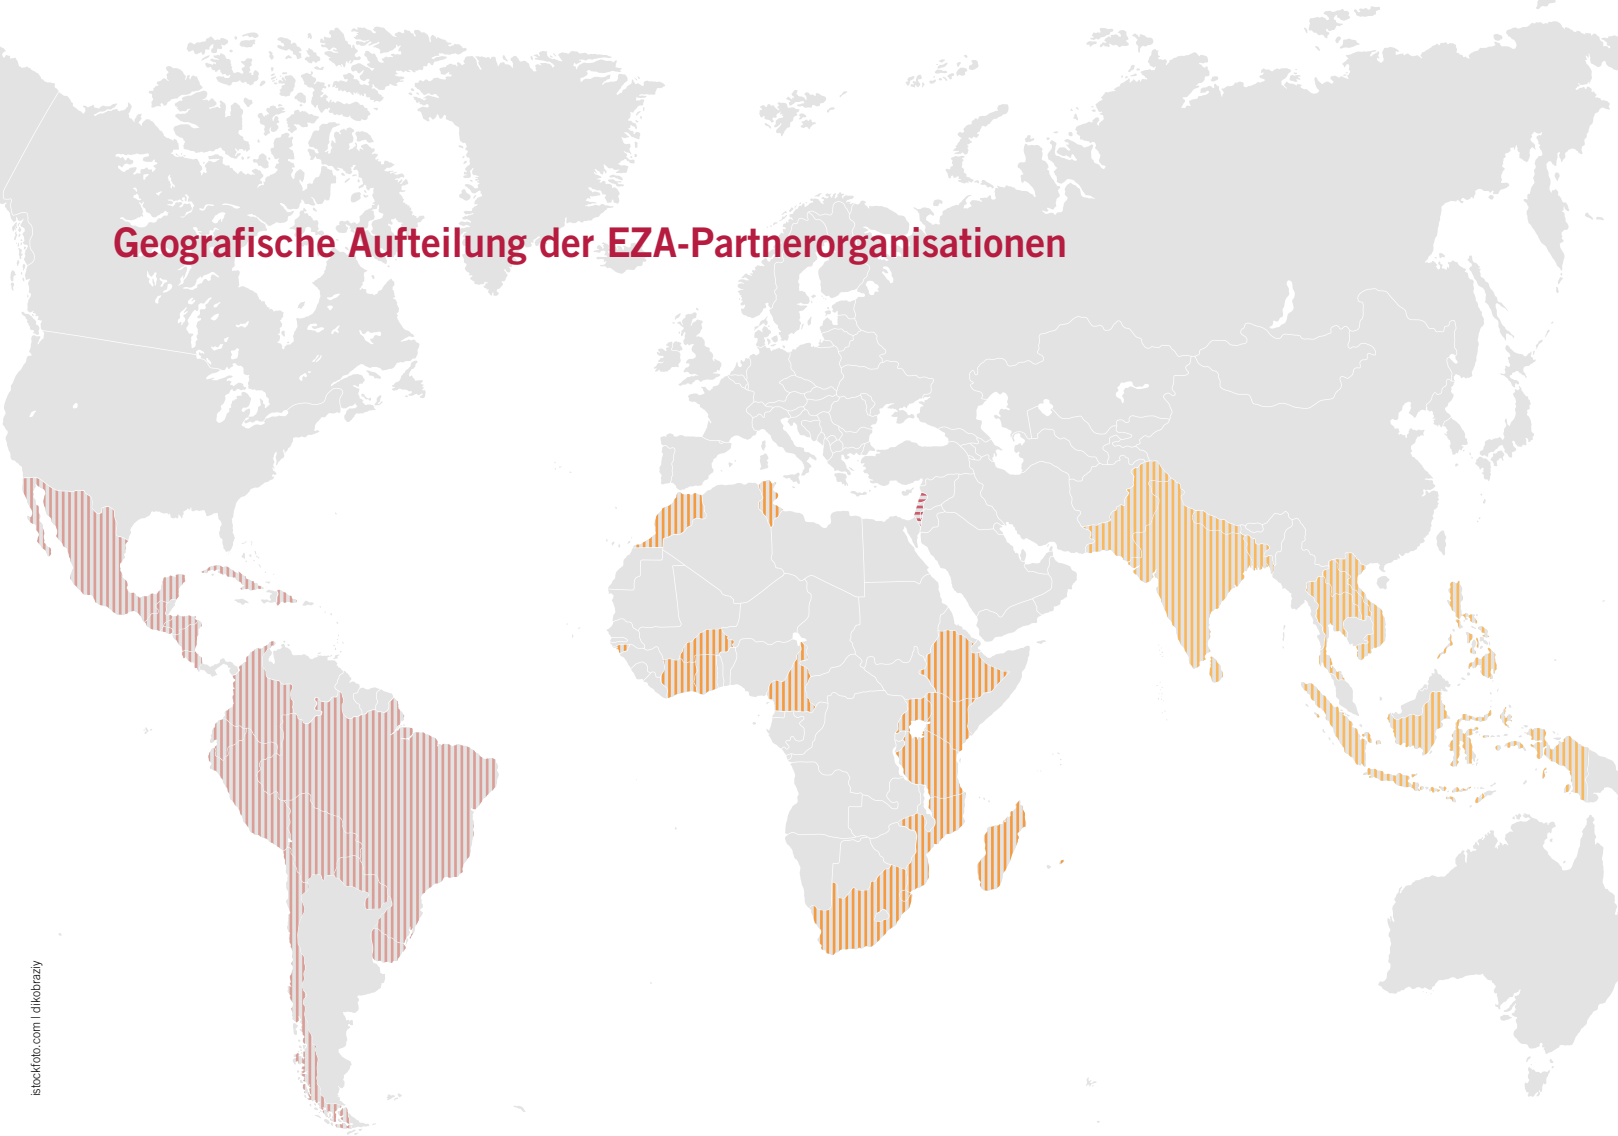 Geografische Aufteilung der EZA-Partnerorganisationen
istockfoto.com | dikobraziy